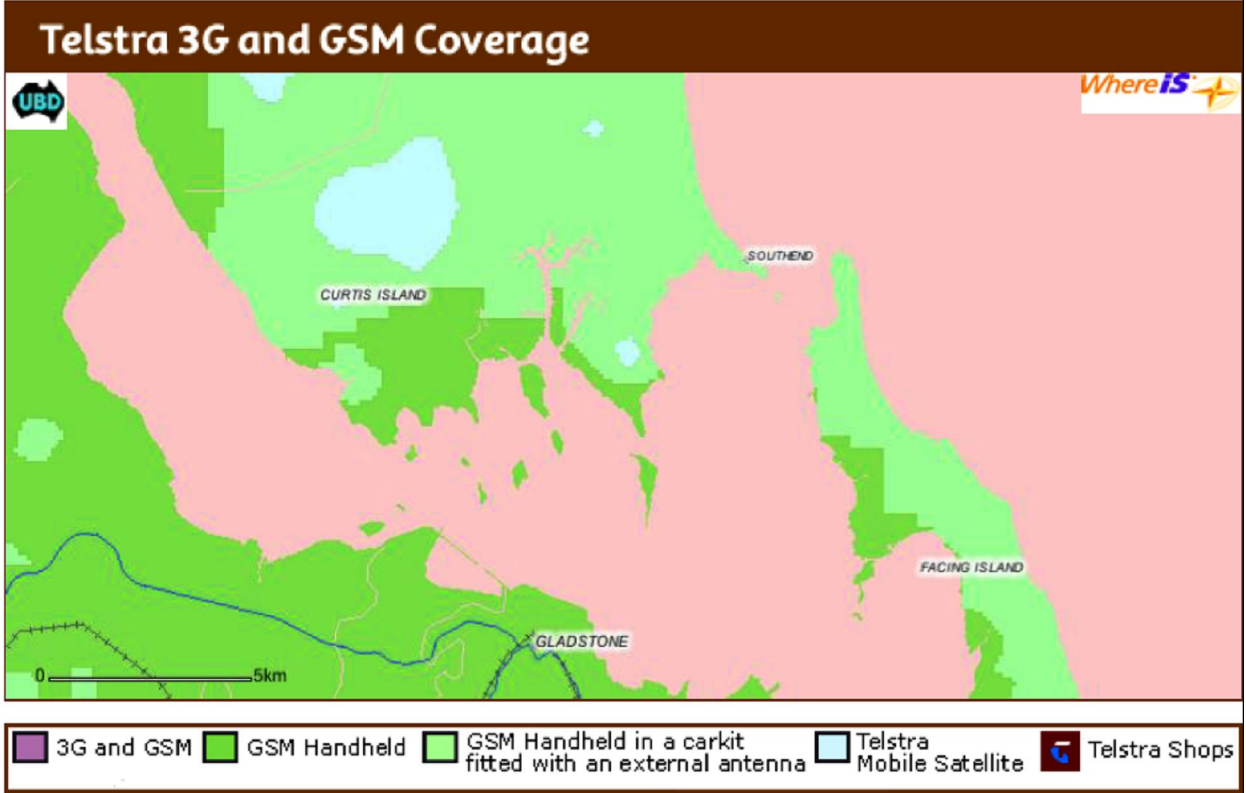 Telstra 3G and GSM Coverage
UBD
Whereis
SOUTHEND
CURTIS ISLAND
FACING ISLAND
GLADSTONE
0 5km
3G and GSM
GSM Handheld
GSM Handheld in a carkit
fitted with an external antenna
Telstra
Mobile Satellite
Telstra Shops